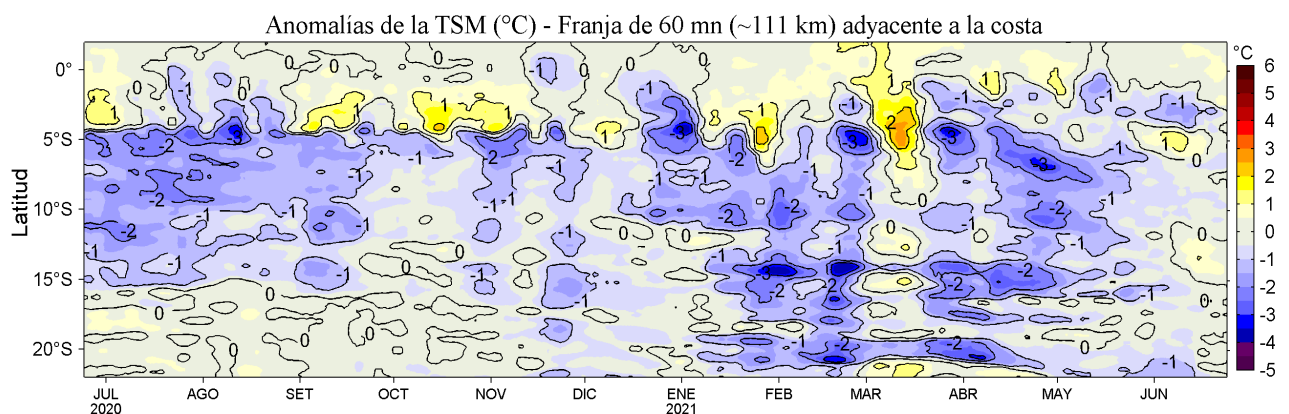 Anomalías de la TSM (°C) - Franja de 60 mn (~111 km) adyacente a la costa
°C
Latitud
0°
5°S
10°S
15°S
20°S
6
5
4
3
2
1
0
-1
-2
-3
-4
-5
JUL AGO SET OCT NOV DIC ENE FEB MAR ABR MAY JUN
2020 2021